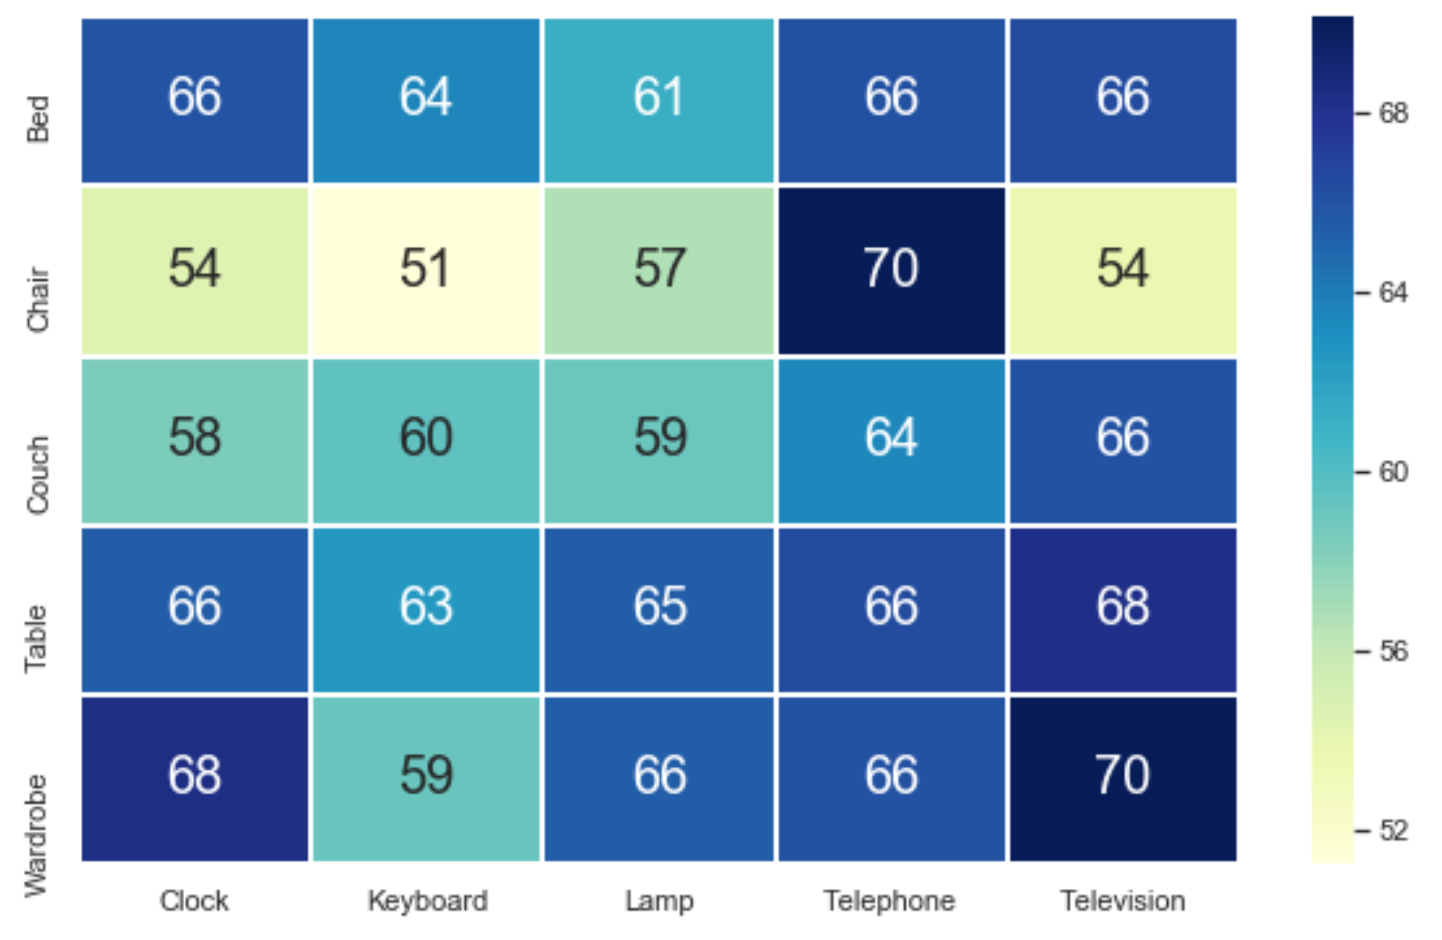 Bed 66 64 61 66 66
68
Chair 54 51 57 70 54
64
Couch 58 60 59 64 66
60
Table 66 63 65 66 68
56
Wardrobe 68 59 66 66 70
52
Clock Keyboard Lamp Telephone Television